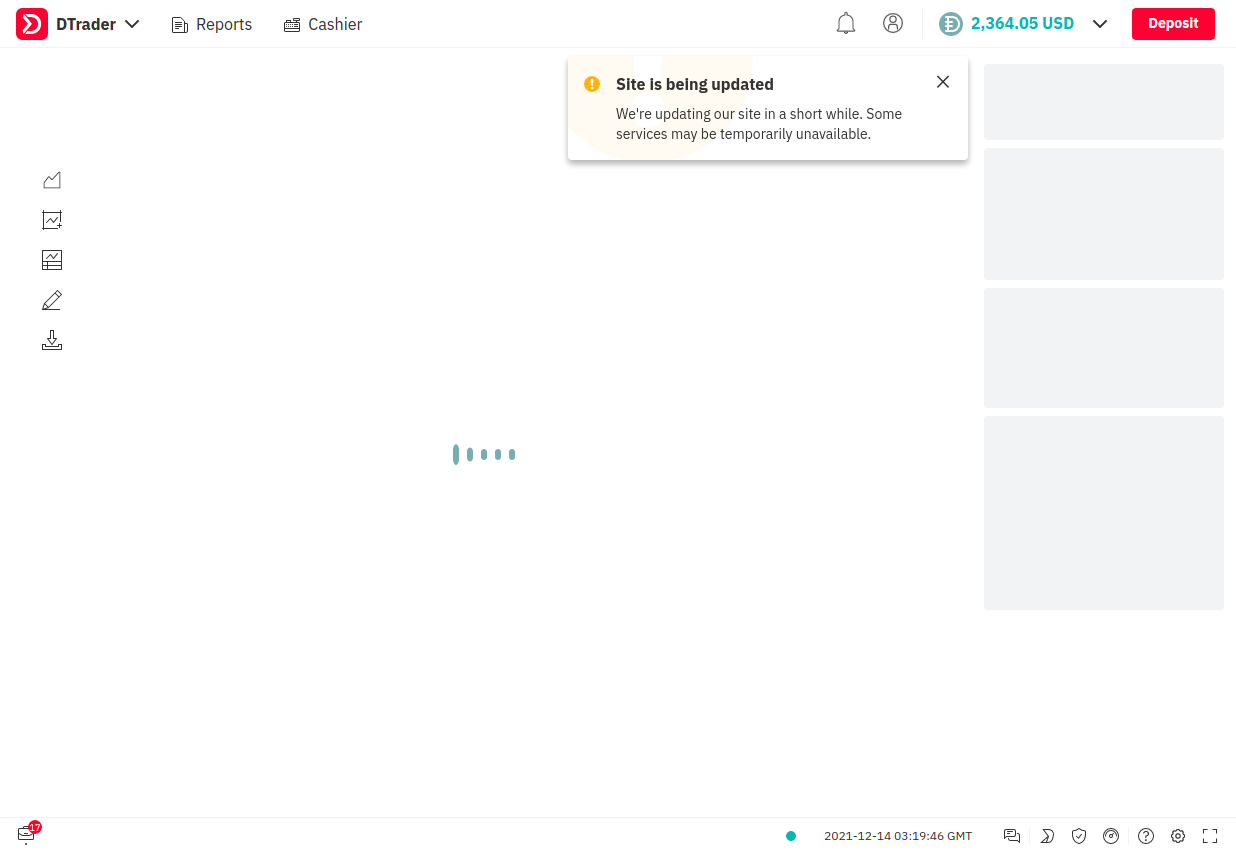 DTrader
Reports
Cashier
2,364.05 USD
Deposit
Site is being updated
We're updating our site in a short while. Some
services may be temporarily unavailable.
17
2021-12-14 03:19:46 GMT